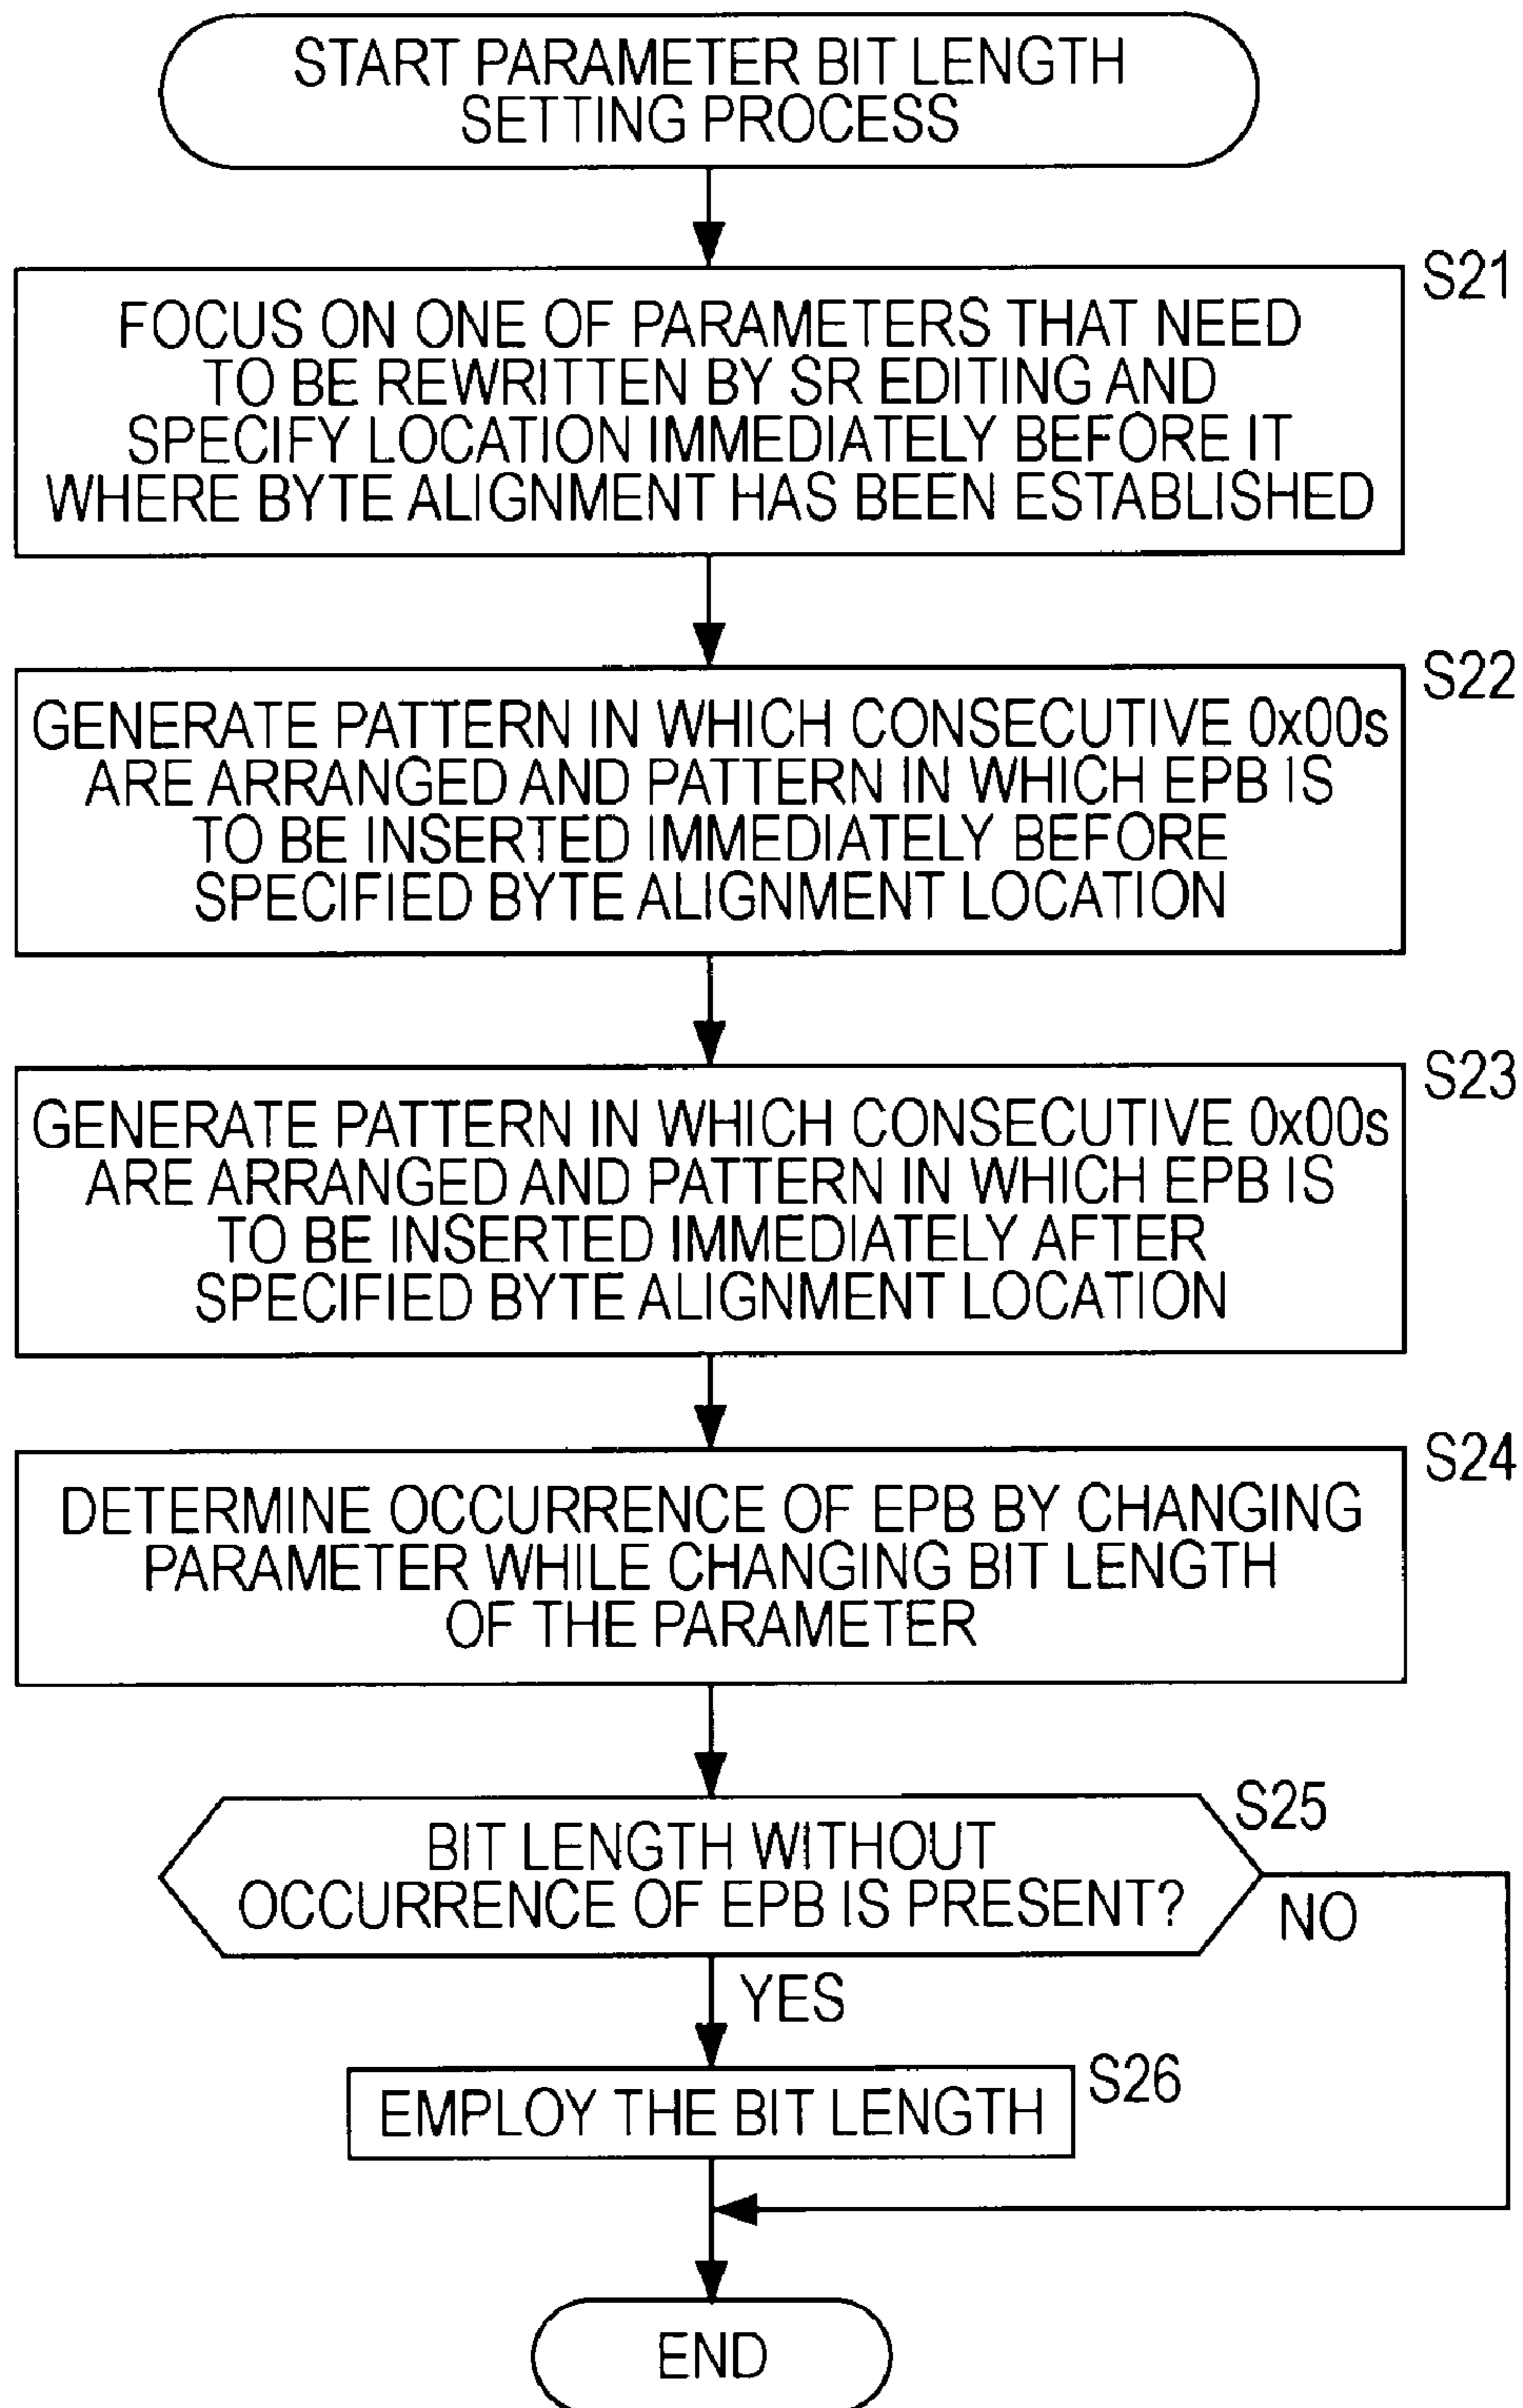 START PARAMETER BIT LENGTH
SETTING PROCESS
S21
FOCUS ON ONE OF PARAMETERS THAT NEED
TO BE REWRITTEN BY SR EDITING AND
SPECIFY LOCATION IMMEDIATELY BEFORE IT
WHERE BYTE ALIGNMENT HAS BEEN ESTABLISHED
S22
GENERATE PATTERN IN WHICH CONSECUTIVE 0x00s
ARE ARRANGED AND PATTERN IN WHICH EPB IS
TO BE INSERTED IMMEDIATELY BEFORE
SPECIFIED BYTE ALIGNMENT LOCATION
S23
GENERATE PATTERN IN WHICH CONSECUTIVE 0x00s
ARE ARRANGED AND PATTERN IN WHICH EPB IS
TO BE INSERTED IMMEDIATELY AFTER
SPECIFIED BYTE ALIGNMENT LOCATION
S24
DETERMINE OCCURRENCE OF EPB BY CHANGING
PARAMETER WHILE CHANGING BIT LENGTH
OF THE PARAMETER
S25
BIT LENGTH WITHOUT
OCCURRENCE OF EPB IS PRESENT?
NO
YES
S26
EMPLOY THE BIT LENGTH
END